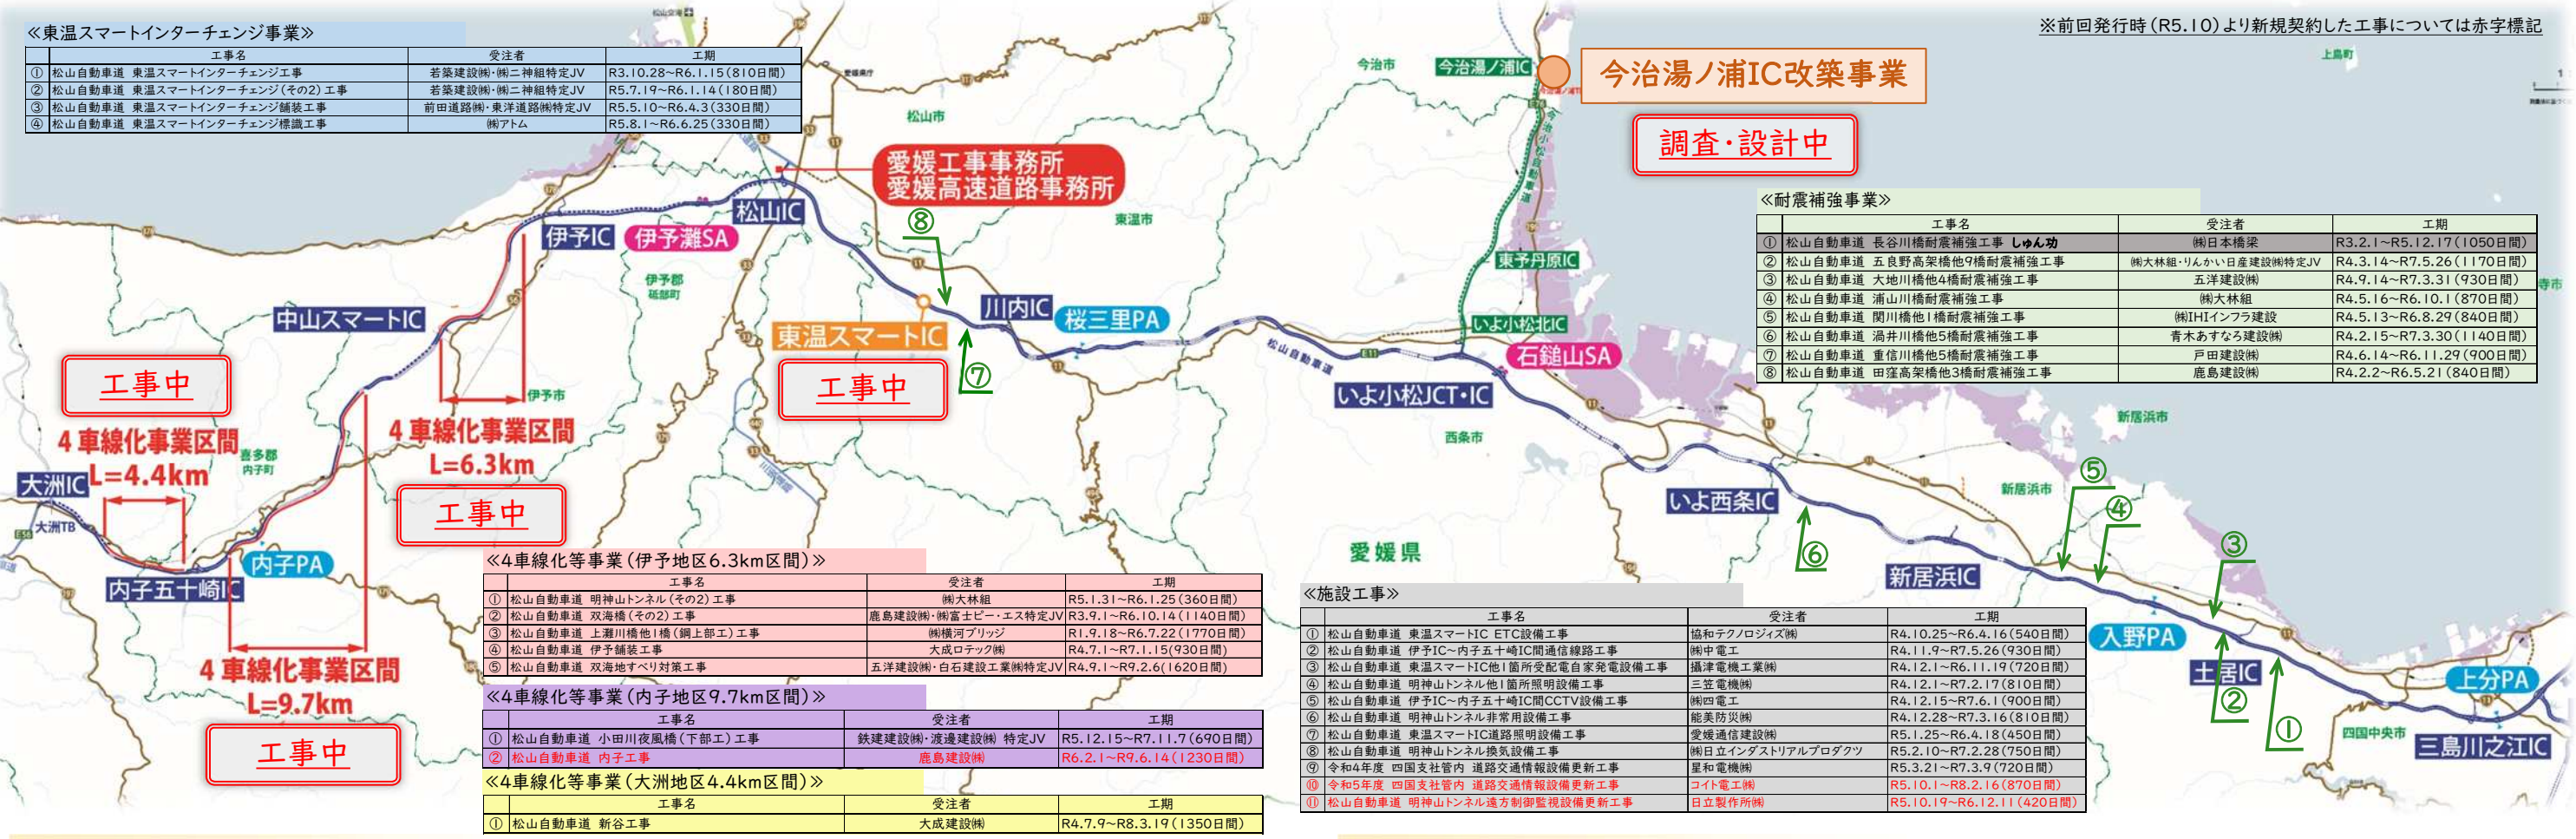 ※前回発行時(R5.10)より新規契約した工事については赤字標記
≪東温スマートインターチェンジ事業≫
工事名 受注者 工期
① 松山自動車道 東温スマートインターチェンジ工事 若築建設㈱・㈱二神組特定JV R3.10.28~R6.1.15(810日間)
② 松山自動車道 東温スマートインターチェンジ(その2)工事 若築建設㈱・㈱二神組特定JV R5.7.19~R6.1.14(180日間)
③ 松山自動車道 東温スマートインターチェンジ舗装工事 前田道路㈱・東洋道路㈱特定JV R5.5.10~R6.4.3(330日間)
④ 松山自動車道 東温スマートインターチェンジ標識工事 ㈱アトム R5.8.1~R6.6.25(330日間)
松山空港
愛媛県庁
松山市
愛媛工事事務所
愛媛高速道路事務所
今治市
今治湯ノ浦IC
今治湯ノ浦IC改築事業
調査・設計中
今治小松自動車道
上島町
≪耐震補強事業≫
工事名 受注者 工期
① 松山自動車道 長谷川橋耐震補強工事 しゅん功 ㈱日本橋梁 R3.2.1~R5.12.17(1050日間)
② 松山自動車道 五良野高架橋他9橋耐震補強工事 ㈱大林組・りんかい日産建設㈱特定JV R4.3.14~R7.5.26(1170日間)
③ 松山自動車道 大地川橋他4橋耐震補強工事 五洋建設㈱ R4.9.14~R7.3.31(930日間)
④ 松山自動車道 浦山川橋耐震補強工事 ㈱大林組 R4.5.16~R6.10.1(870日間)
⑤ 松山自動車道 関川橋他1橋耐震補強工事 ㈱IHIインフラ建設 R4.5.13~R6.8.29(840日間)
⑥ 松山自動車道 渦井川橋他5橋耐震補強工事 青木あすなろ建設㈱ R4.2.15~R7.3.30(1140日間)
⑦ 松山自動車道 重信川橋他5橋耐震補強工事 戸田建設㈱ R4.6.14~R6.11.29(900日間)
⑧ 松山自動車道 田窪高架橋他3橋耐震補強工事 鹿島建設㈱ R4.2.2~R6.5.21(840日間)
寺市
松山IC
伊予IC
伊予灘SA
⑧
東温市
伊予郡
砥部町
中山スマートIC
東温スマートIC
工事中
川内IC
桜三里PA
⑦
松山自動車道
E11
東予丹原IC
いよ小松北IC
石鎚山SA
いよ小松JCT・IC
西条市
新居浜市
新居浜市
いよ西条IC
⑥
⑤
④
③
②
①
新居浜IC
入野PA
土居IC
上分PA
四国中央市
三島川之江IC
愛媛県
工事中
4車線化事業区間
L=4.4km
喜多郡
内子町
伊予市
4車線化事業区間
L=6.3km
工事中
大洲IC
大洲TB
E56
内子五十崎IC
内子PA
4車線化事業区間
L=9.7km
工事中
≪4車線化等事業(伊予地区6.3km区間)≫
工事名 受注者 工期
① 松山自動車道 明神山トンネル(その2)工事 ㈱大林組 R5.1.31~R6.1.25(360日間)
② 松山自動車道 双海橋(その2)工事 鹿島建設㈱・㈱富士ピー・エス特定JV R3.9.1~R6.10.14(1140日間)
③ 松山自動車道 上灘川橋他1橋(鋼上部工)工事 ㈱横河ブリッジ R1.9.18~R6.7.22(1770日間)
④ 松山自動車道 伊予舗装工事 大成ロテック㈱ R4.7.1~R7.1.15(930日間)
⑤ 松山自動車道 双海地すべり対策工事 五洋建設㈱・白石建設工業㈱特定JV R4.9.1~R9.2.6(1620日間)
≪4車線化等事業(内子地区9.7km区間)≫
工事名 受注者 工期
① 松山自動車道 小田川夜風橋(下部工)工事 鉄建建設㈱・渡邊建設㈱ 特定JV R5.12.15~R7.11.7(690日間)
② 松山自動車道 内子工事 鹿島建設㈱ R6.2.1~R9.6.14(1230日間)
≪4車線化等事業(大洲地区4.4km区間)≫
工事名 受注者 工期
① 松山自動車道 新谷工事 大成建設㈱ R4.7.9~R8.3.19(1350日間)
≪施設工事≫
工事名 受注者 工期
① 松山自動車道 東温スマートIC ETC設備工事 協和テクノロジィズ㈱ R4.10.25~R6.4.16(540日間)
② 松山自動車道 伊予IC~内子五十崎IC間通信線路工事 ㈱中電工 R4.11.9~R7.5.26(930日間)
③ 松山自動車道 東温スマートIC他1箇所受配電自家発電設備工事 攝津電機工業㈱ R4.12.1~R6.11.19(720日間)
④ 松山自動車道 明神山トンネル他1箇所照明設備工事 三笠電機㈱ R4.12.1~R7.2.17(810日間)
⑤ 松山自動車道 伊予IC~内子五十崎IC間CCTV設備工事 ㈱四電工 R4.12.15~R7.6.1(900日間)
⑥ 松山自動車道 明神山トンネル非常用設備工事 能美防災㈱ R4.12.28~R7.3.16(810日間)
⑦ 松山自動車道 東温スマートIC道路照明設備工事 愛媛通信建設㈱ R5.1.25~R6.4.18(450日間)
⑧ 松山自動車道 明神山トンネル換気設備工事 ㈱日立インダストリアルプロダクツ R5.2.10~R7.2.28(750日間)
⑨ 令和4年度 四国支社管内 道路交通情報設備更新工事 星和電機㈱ R5.3.21~R7.3.9(720日間)
⑩ 令和5年度 四国支社管内 道路交通情報設備更新工事 コイト電工㈱ R5.10.1~R8.2.16(870日間)
⑪ 松山自動車道 明神山トンネル遠方制御監視設備更新工事 日立製作所㈱ R5.10.19~R6.12.11(420日間)